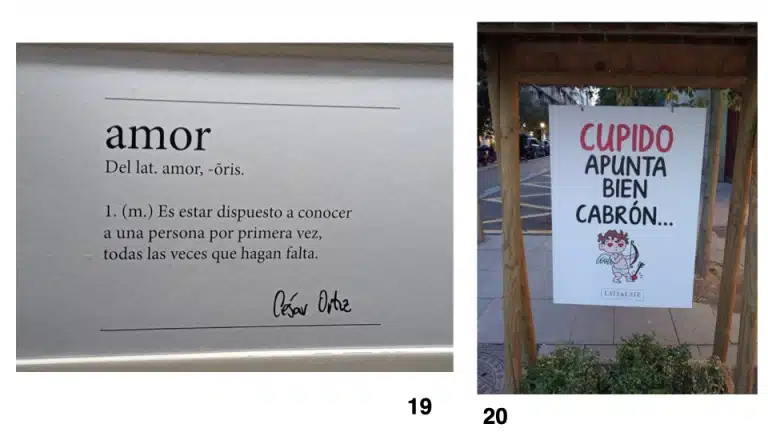 amor
Del lat. amor, -ōris.
1. (m.) Es estar dispuesto a conocer
a una persona por primera vez,
todas las veces que hagan falta.
César Ortiz
19
CUPIDO
APUNTA
BIEN
CABRÓN...
20